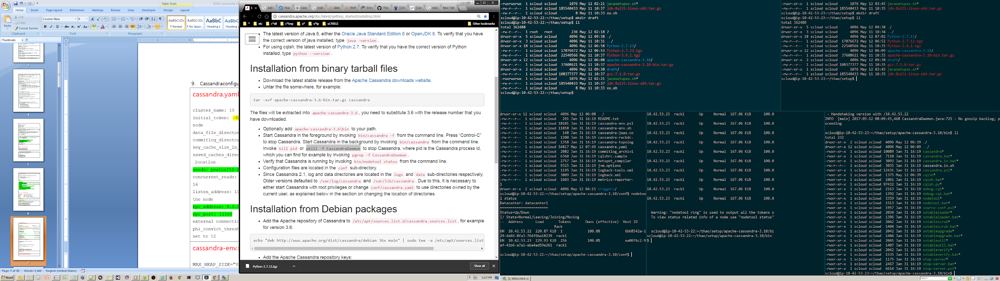 Table Tools
(ENG) Cassandra in
Home Insert Page Layout References Mailings Review View Developer Design Layout
Cut
Copy
Format Painter
Paste
Clipboard
Courier New 9
Font
Paragraph
AaBbCcDc AaBbCcDc AaBbC AaBbC
¶ Normal ¶ No Spaci... Heading 1 Heading 2
Thumbnails
3
4
5
6
7
9. Cassandraconfigu
cassandra.yaml
cluster_name: 10
initial_token: -92
node
data_file_director
commitlog_director
key_cache_size_in_
saved_caches_direc
location
seeds: pew1caf10-0
concurrent_reads:
16
listen_address: 10
the node
rpc_address: 0.0.0
rpc_port: 11160
external connectio
phi_convict_thresh
set to 12
cassandra-env.s
MAX_HEAP_SIZE="8
Page: 7 of 38 Words: 5,160 English (United States)
Start
add How Cass node datal thrift Erro This [CAS [Cas redu New Tab
cassandra.apache.org/doc/latest/getting_started/installing.html
* etc c*all c*tmp s* s*tp s170512 Other bookmarks
The latest version of Java 8, either the Oracle Java Standard Edition 8 or OpenJDK 8. To verify that you have
the correct version of java installed, type java -version.
For using cqlsh, the latest version of Python 2.7. To verify that you have the correct version of Python
installed, type python --version.
Installation from binary tarball files
Download the latest stable release from the Apache Cassandra downloads website.
Untar the file somewhere, for example:
tar -xvf apache-cassandra-3.6-bin.tar.gz cassandra
The files will be extracted into apache-cassandra-3.6, you need to substitute 3.6 with the release number that you
have downloaded.
Optionally add apache-cassandra-3.6\bin to your path.
Start Cassandra in the foreground by invoking bin/cassandra -f from the command line. Press “Control-C”
to stop Cassandra. Start Cassandra in the background by invoking bin/cassandra from the command line.
Invoke kill pid or pkill -f CassandraDaemon to stop Cassandra, where pid is the Cassandra process id,
which you can find for example by invoking pgrep -f CassandraDaemon.
Verify that Cassandra is running by invoking bin/nodetool status from the command line.
Configuration files are located in the conf sub-directory.
Since Cassandra 2.1, log and data directories are located in the logs and data sub-directories respectively.
Older versions defaulted to /var/log/cassandra and /var/lib/cassandra. Due to this, it is necessary to
either start Cassandra with root privileges or change conf/cassandra.yaml to use directories owned by the
current user, as explained below in the section on changing the location of directories.
Installation from Debian packages
Add the Apache repository of Cassandra to /etc/apt/sources.list.d/cassandra.sources.list, for example
for version 3.6:
echo "deb http://www.apache.org/dist/cassandra/debian 36x main" | sudo tee -a /etc/apt/sources.list
Add the Apache Cassandra repository keys:
Python-2.7.13.tgz
Show all
5:07 PM
-rwxrwxrwx 1 scloud scloud 1076 May 12 02:21 javasetupxx.sh*
-rw-r--r-- 1 scloud scloud 185540433 May 11 10:37 jdk-8u131-linux-x64.tar.gz
-rw-r--r-- 1 scloud scloud 8 May 11 10:33 xx.sh
scloud@ip-10-42-53-22:~/thao/setup$ mkdir draft
scloud@ip-10-42-53-22:~/thao/setup$ ll
total 362488
-rw-r--r-- 1 root root 236 May 12 02:18 ?
drwxr-xr-x 5 scloud scloud 4096 May 12 09:38 ./
drwxr-xr-x 3 scloud scloud 4096 May 11 10:31 ../
drwxr-xr-x 18 scloud scloud 4096 May 12 06:58 Python-2.7.13/
-rw-r--r-- 1 scloud scloud 17076672 May 12 06:53 Python-2.7.13.tgz
-rw-r--r-- 1 scloud scloud 22540566 May 11 10:37 Python-3.6.1.tgz
drwxr-xr-x 12 scloud scloud 4096 May 12 06:08 apache-cassandra-3.10/
-rw-r--r-- 1 scloud scloud 37608621 May 11 10:37 apache-cassandra-3.10-bin.tar.gz
drwxr-xr-x 2 scloud scloud 4096 May 12 09:38 draft/
-rw-r--r-- 1 scloud scloud 108377377 May 11 10:37 gcc-7.1.0.tar.gz
-rwxrwxrwx 1 scloud scloud 1076 May 12 02:21 javasetupxx.sh*
-rw-r--r-- 1 scloud scloud 185540433 May 11 10:37 jdk-8u131-linux-x64.tar.gz
-rw-r--r-- 1 scloud scloud 8 May 11 10:33 xx.sh
scloud@ip-10-42-53-22:~/thao/setup$
-rwxr-xr-x 1 scloud scloud 1076 May 12 03:45 javasetupxx.sh*
-rw-r--r-- 1 scloud scloud 185540433 May 11 10:35 jdk-8u131-linux-x64.tar.gz
scloud@ip-10-42-53-23:~/thao/setup$ mkdir draft
scloud@ip-10-42-53-23:~/thao/setup$ ll
total 362480
drwxr-xr-x 5 scloud scloud 4096 May 12 09:38 ./
drwxr-xr-x 3 scloud scloud 4096 May 11 10:34 ../
drwxr-xr-x 18 scloud scloud 4096 May 12 07:02 Python-2.7.13/
-rw-r--r-- 1 scloud scloud 17076672 May 12 06:52 Python-2.7.13.tgz
-rw-r--r-- 1 scloud scloud 22540566 May 11 10:35 Python-3.6.1.tgz
drwxr-xr-x 12 scloud scloud 4096 May 12 06:09 apache-cassandra-3.10/
-rw-r--r-- 1 scloud scloud 37608621 May 11 10:35 apache-cassandra-3.10-bin.tar.gz
drwxr-xr-x 2 scloud scloud 4096 May 12 09:38 draft/
-rw-r--r-- 1 scloud scloud 108377377 May 11 10:35 gcc-7.1.0.tar.gz
-rwxr-xr-x 1 scloud scloud 1076 May 12 03:45 javasetupxx.sh*
-rw-r--r-- 1 scloud scloud 185540433 May 11 10:35 jdk-8u131-linux-x64.tar.gz
scloud@ip-10-42-53-23:~/thao/setup$
drwxr-xr-x 12 scloud scloud 4096 May 12 06:08 ../
-rw-r--r-- 1 scloud scloud 291 Jan 31 16:19 README.txt
-rw-r--r-- 1 scloud scloud 18101 Jan 31 16:19 cassandra-env.ps1
-rw-r--r-- 1 scloud scloud 11858 Jan 31 16:19 cassandra-env.sh
-rw-r--r-- 1 scloud scloud 148 Jan 31 16:19 cassandra-jaas.co
-rw-r--r-- 1 scloud scloud 1200 Jan 31 16:19 cassandra-rackdc.
-rw-r--r-- 1 scloud scloud 1358 Jan 31 16:19 cassandra-topolog
-rw-r--r-- 1 scloud scloud 54817 May 12 07:49 cassandra.yaml
-rw-r--r-- 1 scloud scloud 2082 Jan 31 16:19 commitlog_archivi
-rw-r--r-- 1 scloud scloud 6360 Jan 31 16:19 cqlshrc.sample
-rw-r--r-- 1 scloud scloud 2757 Jan 31 16:19 hotspot_compiler
-rw-r--r-- 1 scloud scloud 9325 Jan 31 16:19 jvm.options
-rw-r--r-- 1 scloud scloud 1195 Jan 31 16:19 logback-tools.xml
-rw-r--r-- 1 scloud scloud 3809 Jan 31 16:19 logback.xml
-rw-r--r-- 1 scloud scloud 1603 Jan 31 16:19 metrics-reporter-
l
drwxr-xr-x 2 scloud scloud 4096 May 12 04:15 triggers/
scloud@ip-10-42-53-22:~/thao/setup/apache-cassandra-3.10/conf$ nodetoo
l status
Datacenter: datacenter1
=======================
Status=Up/Down
|/ State=Normal/Leaving/Joining/Moving
-- Address Load Tokens Owns (effective) Host ID
Rack
UN 10.42.53.22 220.87 KiB 1 100.0% 6b68542a-1
29-4d46-8fa3-764f6ba18239 rack1
UN 10.42.53.23 229.93 KiB 256 100.0% ea0076c2-9
af-41b6-a7a1-eba4ad59e261 rack1
scloud@ip-10-42-53-22:~/thao/setup/apache-cassandra-3.10/conf$
10.42.53.23 rack1 Up Normal 167.06 KiB 100.0
10.42.53.23 rack1 Up Normal 167.06 KiB 100.0
10.42.53.23 rack1 Up Normal 167.06 KiB 100.0
10.42.53.23 rack1 Up Normal 167.06 KiB 100.0
10.42.53.23 rack1 Up Normal 167.06 KiB 100.0
10.42.53.23 rack1 Up Normal 167.06 KiB 100.0
10.42.53.23 rack1 Up Normal 167.06 KiB 100.0
10.42.53.23 rack1 Up Normal 167.06 KiB 100.0
10.42.53.23 rack1 Up Normal 167.06 KiB 100.0
10.42.53.23 rack1 Up Normal 167.06 KiB 100.0
Warning: "nodetool ring" is used to output all the tokens o
To view status related info of a node use "nodetool status"
scloud@ip-10-42-53-22:~/thao/setup/apache-cassandra-3.10/bi
scloud@ip-10-42-53-22:~/thao/setup/apache-cassandra-3.10/bin
$
- Handshaking version with /10.42.53.22
INFO [main] 2017-05-12 08:09:45,468 CassandraDaemon.java:725 - No gossip backlog; p
oceeding
scloud@ip-10-42-53-23:~/thao/setup/apache-cassandra-3.10/bin$ ll
total 232
drwxr-xr-x 2 scloud scloud 4096 May 12 06:39 ./
drwxr-xr-x 12 scloud scloud 4096 May 12 06:09 ../
-rwxr-xr-x 1 scloud scloud 10089 Jan 31 16:19 cassandra*
-rwxr-xr-x 1 scloud scloud 7110 Jan 31 16:19 cassandra.bat*
-rwxr-xr-x 1 scloud scloud 3093 Jan 31 16:19 cassandra.in.bat*
-rw-r--r-- 1 scloud scloud 3035 Jan 31 16:19 cassandra.in.sh
-rwxr-xr-x 1 scloud scloud 12431 Jan 31 16:19 cassandra.ps1*
-rwxr-xr-x 1 scloud scloud 1375 May 12 06:39 cqlsh*
-rwxr-xr-x 1 scloud scloud 1061 Jan 31 16:19 cqlsh.bat*
-rwxr-xr-x 1 scloud scloud 97432 Jan 31 16:19 cqlsh.py*
-rwxr-xr-x 1 scloud scloud 2163 Jan 31 16:19 debug-cql*
-rwxr-xr-x 1 scloud scloud 1392 Jan 31 16:19 debug-cql.bat*
-rwxr-xr-x 1 scloud scloud 3359 Jan 31 16:19 nodetool*
-rwxr-xr-x 1 scloud scloud 1513 Jan 31 16:19 nodetool.bat*
-rwxr-xr-x 1 scloud scloud 1957 Jan 31 16:19 source-conf.ps1*
-rwxr-xr-x 1 scloud scloud 2034 Jan 31 16:19 sstableloader*
-rwxr-xr-x 1 scloud scloud 1396 Jan 31 16:19 sstableloader.bat*
-rwxr-xr-x 1 scloud scloud 2042 Jan 31 16:19 sstablescrub*
-rwxr-xr-x 1 scloud scloud 1404 Jan 31 16:19 sstablescrub.bat*
-rwxr-xr-x 1 scloud scloud 2042 Jan 31 16:19 sstableupgrade*
-rwxr-xr-x 1 scloud scloud 1404 Jan 31 16:19 sstableupgrade.bat*
-rwxr-xr-x 1 scloud scloud 2045 Jan 31 16:19 sstableutil*
-rwxr-xr-x 1 scloud scloud 1407 Jan 31 16:19 sstableutil.bat*
-rwxr-xr-x 1 scloud scloud 2042 Jan 31 16:19 sstableverify*
-rwxr-xr-x 1 scloud scloud 1535 Jan 31 16:19 sstableverify.bat*
-rwxr-xr-x 1 scloud scloud 1175 Jan 31 16:19 stop-server*
-rwxr-xr-x 1 scloud scloud 2467 Jan 31 16:19 stop-server.bat*
-rwxr-xr-x 1 scloud scloud 6614 Jan 31 16:19 stop-server.ps1*
scloud@ip-10-42-53-23:~/thao/setup/apache-cassandra-3.10/bin$
[1] MINGW64:/e
Search